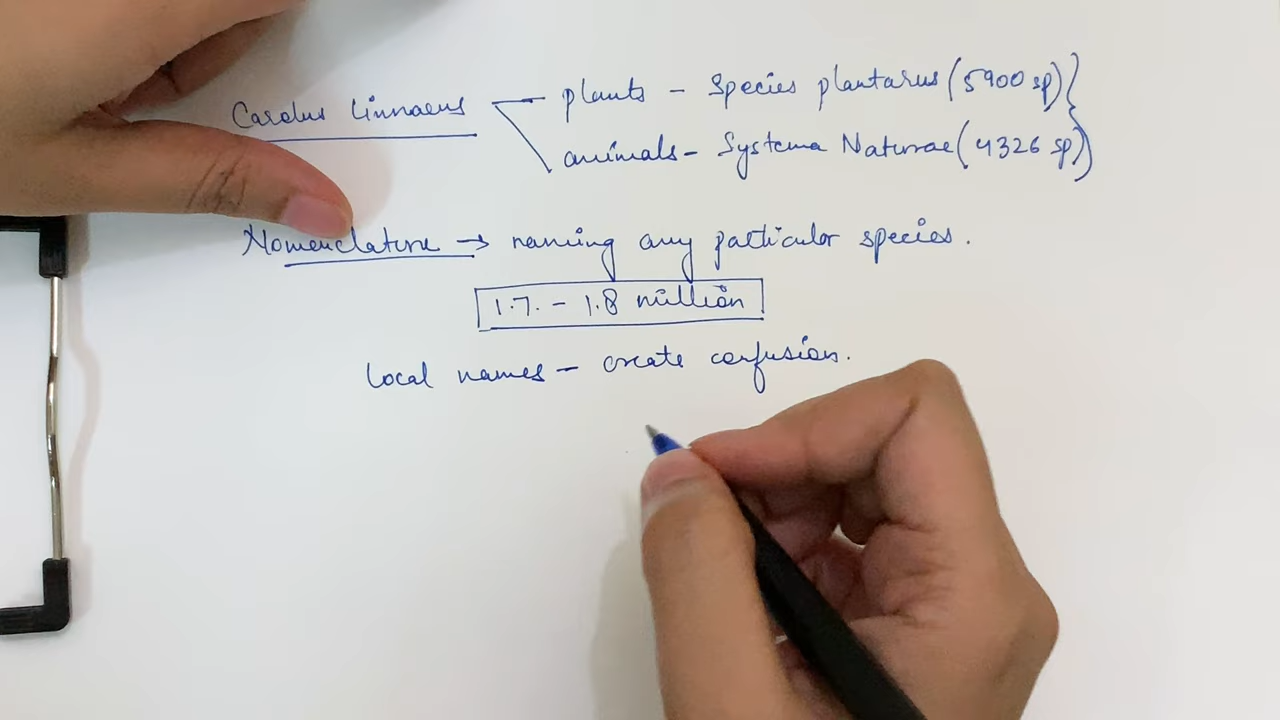 Carolus Linnaeus — plants - Species plantarus (5900 sp)
animals - Systema Naturae (4326 sp)
Nomenclature → naming any particular species.
1.7. - 1.8 million
local names - create confusion.